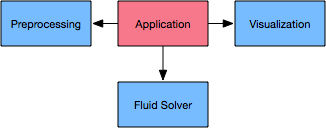 Preprocessing
Application
Visualization
Fluid Solver